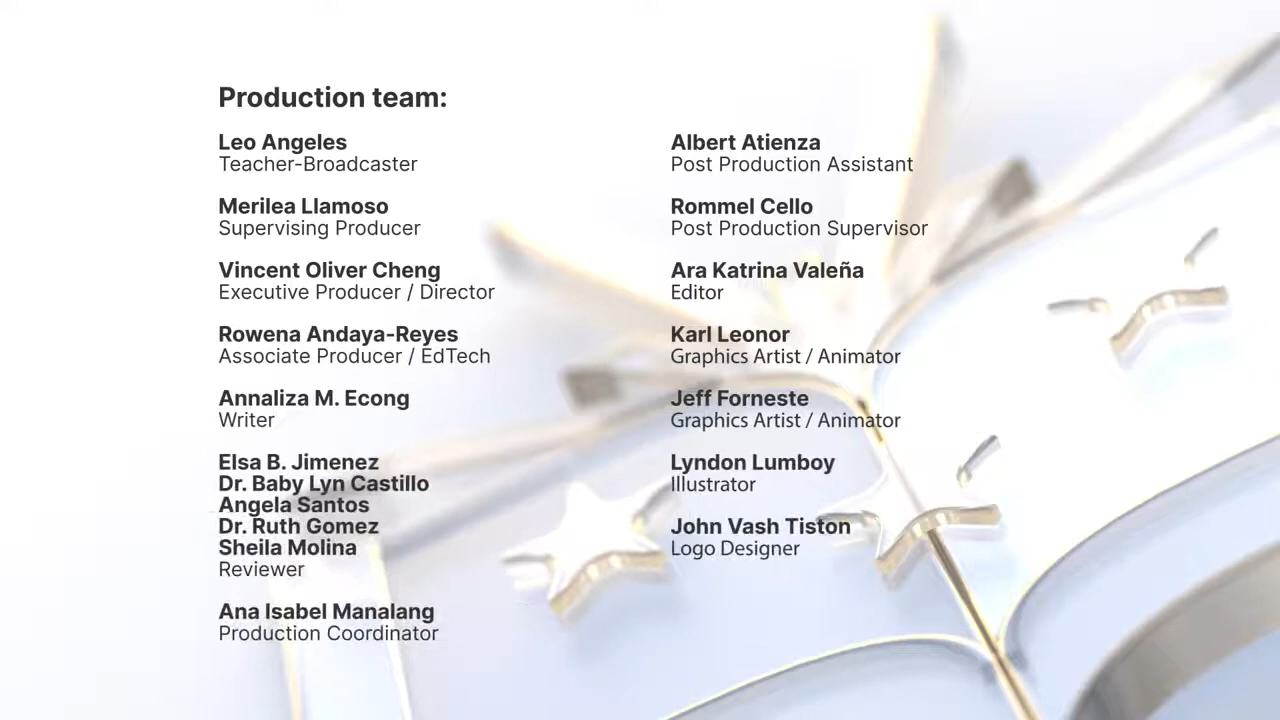 Production team:
Leo Angeles
Teacher-Broadcaster
Merilea Llamoso
Supervising Producer
Vincent Oliver Cheng
Executive Producer / Director
Rowena Andaya-Reyes
Associate Producer / EdTech
Annaliza M. Econg
Writer
Elsa B. Jimenez
Dr. Baby Lyn Castillo
Angela Santos
Dr. Ruth Gomez
Sheila Molina
Reviewer
Ana Isabel Manalang
Production Coordinator
Albert Atienza
Post Production Assistant
Rommel Cello
Post Production Supervisor
Ara Katrina Valeña
Editor
Karl Leonor
Graphics Artist / Animator
Jeff Forneste
Graphics Artist / Animator
Lyndon Lumboy
Illustrator
John Vash Tiston
Logo Designer